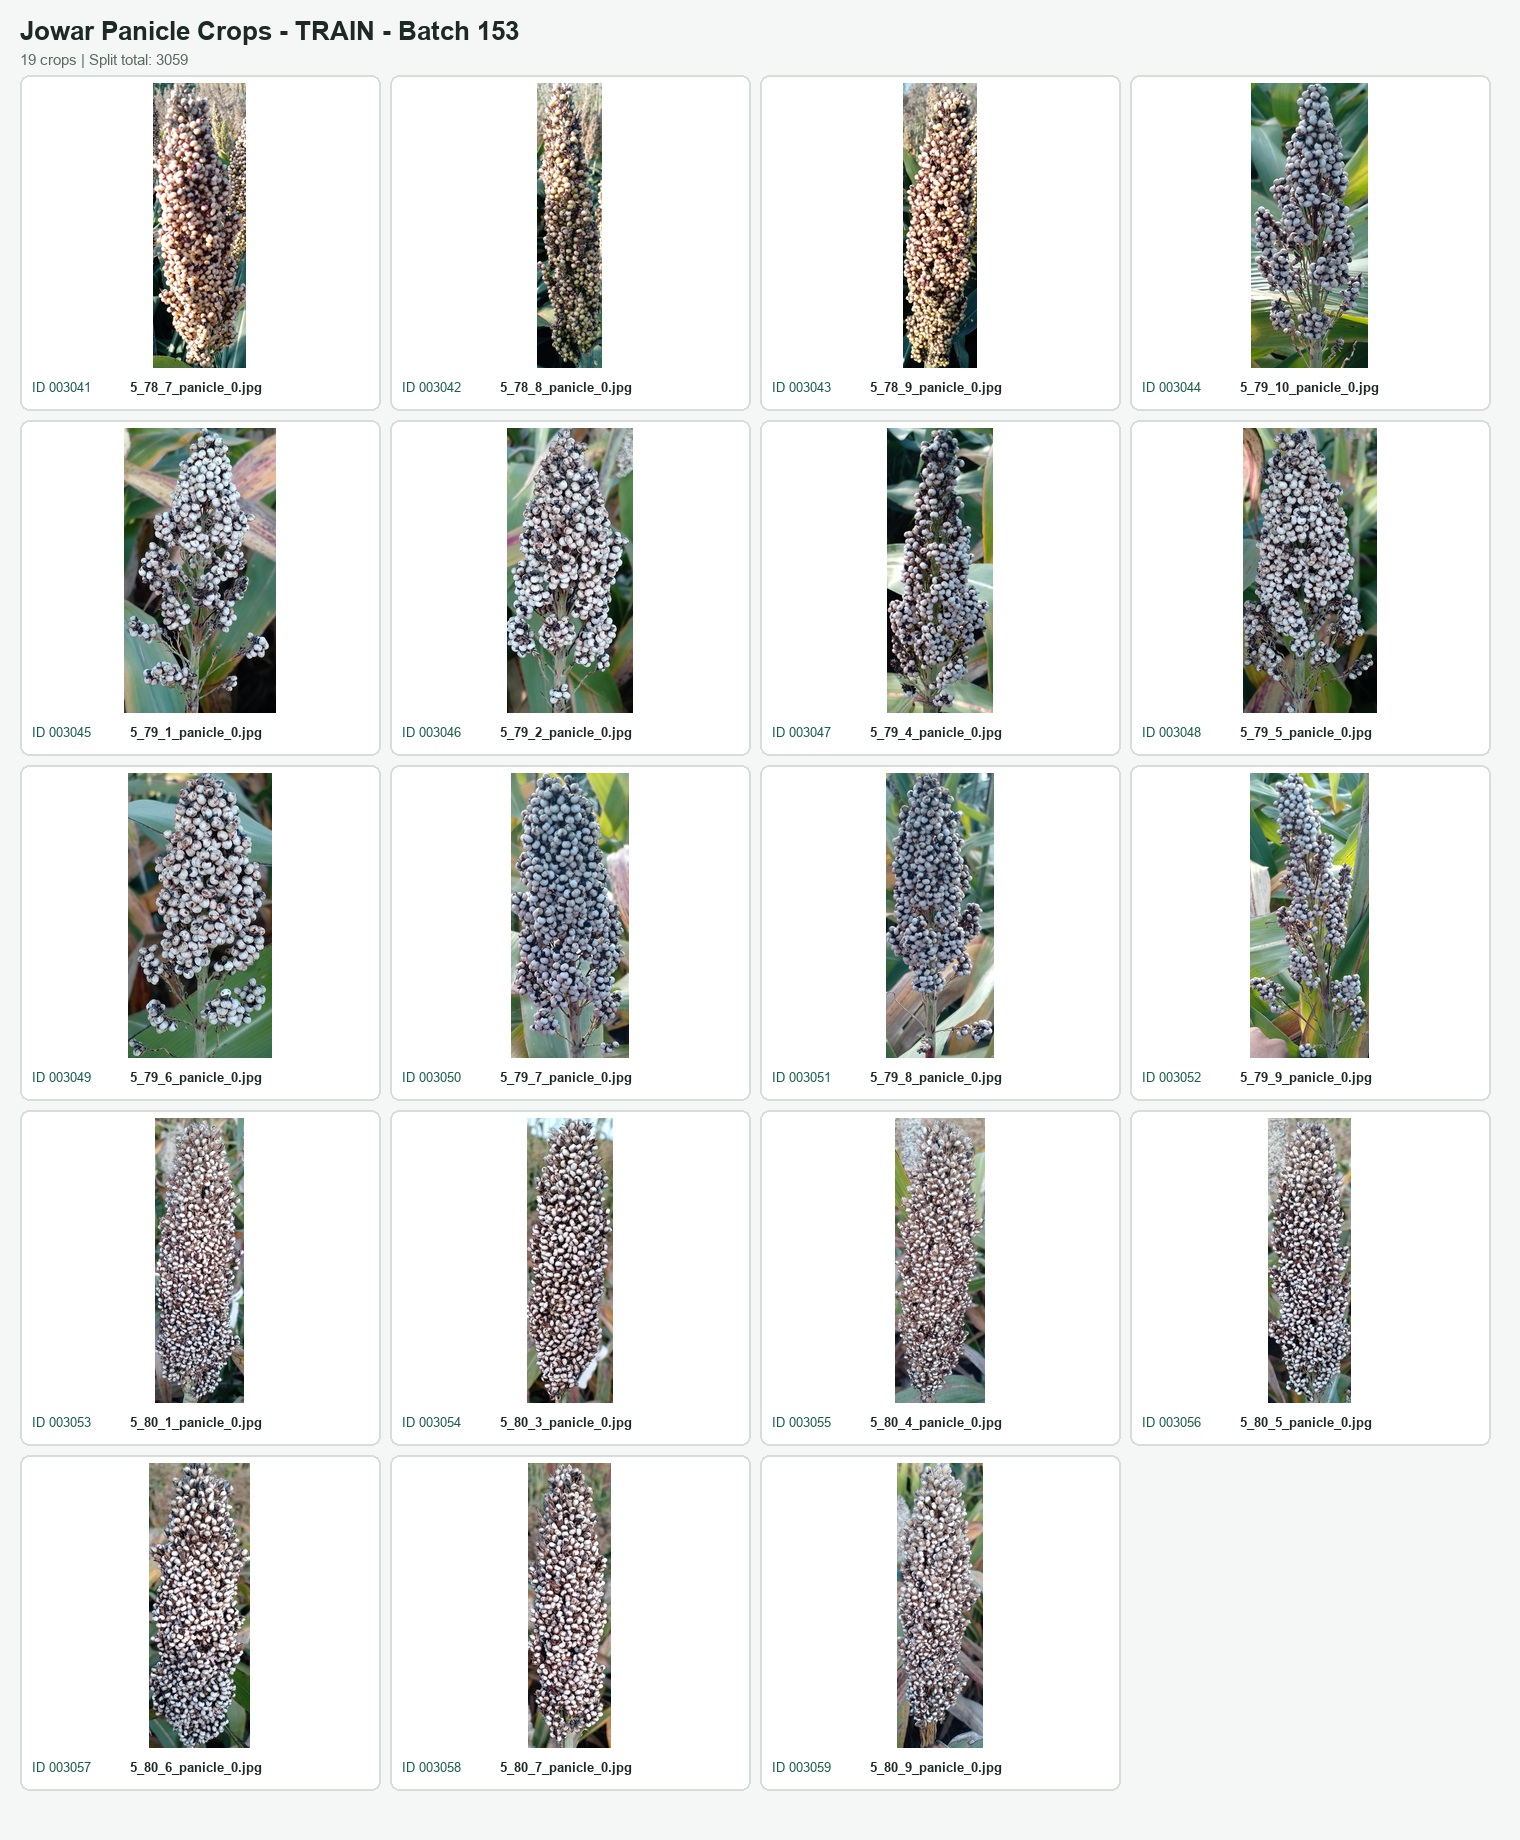 Jowar Panicle Crops - TRAIN - Batch 153
19 crops | Split total: 3059
ID 003041 5_78_7_panicle_0.jpg
ID 003042 5_78_8_panicle_0.jpg
ID 003043 5_78_9_panicle_0.jpg
ID 003044 5_79_10_panicle_0.jpg
ID 003045 5_79_1_panicle_0.jpg
ID 003046 5_79_2_panicle_0.jpg
ID 003047 5_79_4_panicle_0.jpg
ID 003048 5_79_5_panicle_0.jpg
ID 003049 5_79_6_panicle_0.jpg
ID 003050 5_79_7_panicle_0.jpg
ID 003051 5_79_8_panicle_0.jpg
ID 003052 5_79_9_panicle_0.jpg
ID 003053 5_80_1_panicle_0.jpg
ID 003054 5_80_3_panicle_0.jpg
ID 003055 5_80_4_panicle_0.jpg
ID 003056 5_80_5_panicle_0.jpg
ID 003057 5_80_6_panicle_0.jpg
ID 003058 5_80_7_panicle_0.jpg
ID 003059 5_80_9_panicle_0.jpg